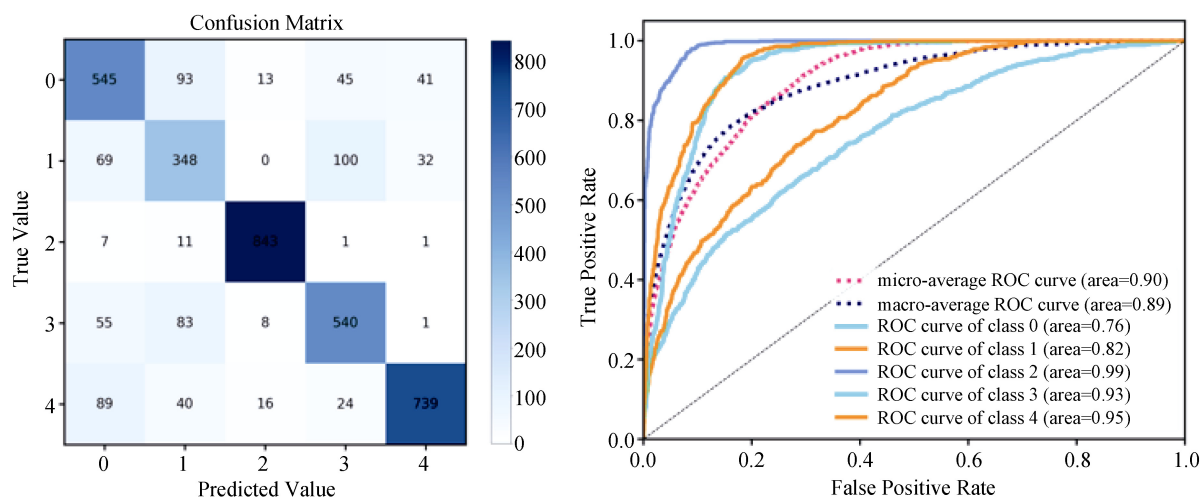 Confusion Matrix
True Value
0
545 93 13 45 41
1
69 348 0 100 32
2
7 11 843 1 1
3
55 83 8 540 1
4
89 40 16 24 739
0 1 2 3 4
Predicted Value
800
700
600
500
400
300
200
100
0
True Positive Rate
1.0
0.8
0.6
0.4
0.2
0.0
micro-average ROC curve (area=0.90)
macro-average ROC curve (area=0.89)
ROC curve of class 0 (area=0.76)
ROC curve of class 1 (area=0.82)
ROC curve of class 2 (area=0.99)
ROC curve of class 3 (area=0.93)
ROC curve of class 4 (area=0.95)
0.0 0.2 0.4 0.6 0.8 1.0
False Positive Rate